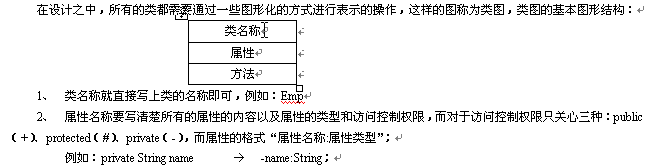 在设计之中，所有的类都需要通过一些图形化的方式进行表示的操作，这样的图称为类图，类图的基本图形结构：
类名称
属性
方法
1、 类名称就直接写上类的名称即可，例如：Emp
2、 属性名称要写清楚所有的属性的内容以及属性的类型和访问控制权限，而对于访问控制权限只关心三种：public
（+）、protected（#）、private（-），而属性的格式“属性名称:属性类型”；
例如：private String name → -name:String；